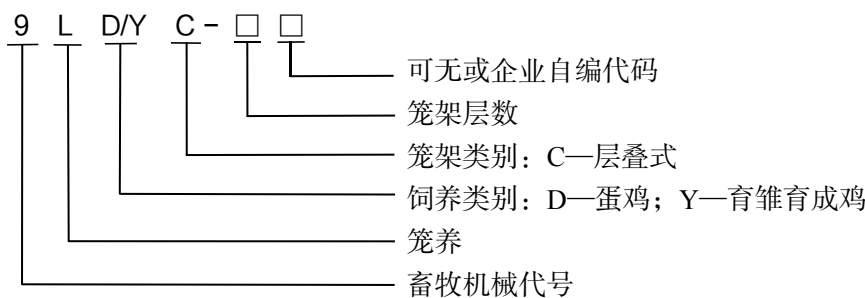 9 L D/Y C-□ □
可无或企业自编代码
笼架层数
笼架类别：C—层叠式
饲养类别：D—蛋鸡；Y—育雏育成鸡
笼养
畜牧机械代号